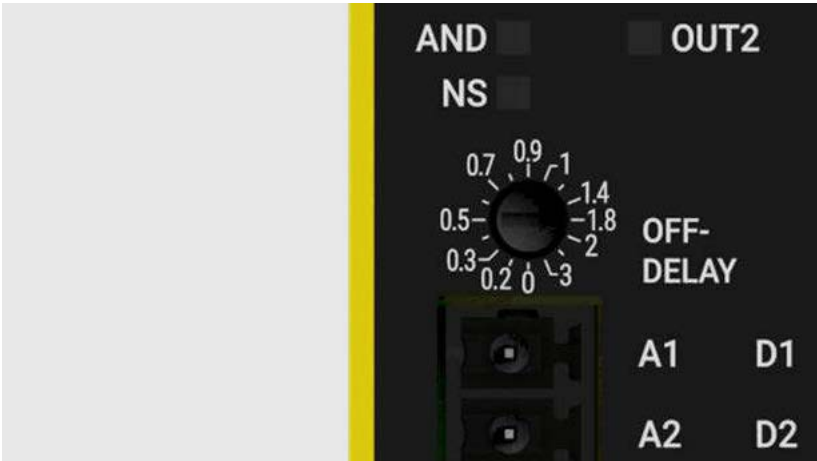 AND
OUT2
NS
0.9
0.7
1
1.4
0.5
1.8
OFF-
DELAY
2
0.3
0.2
0
3
A1 D1
A2 D2